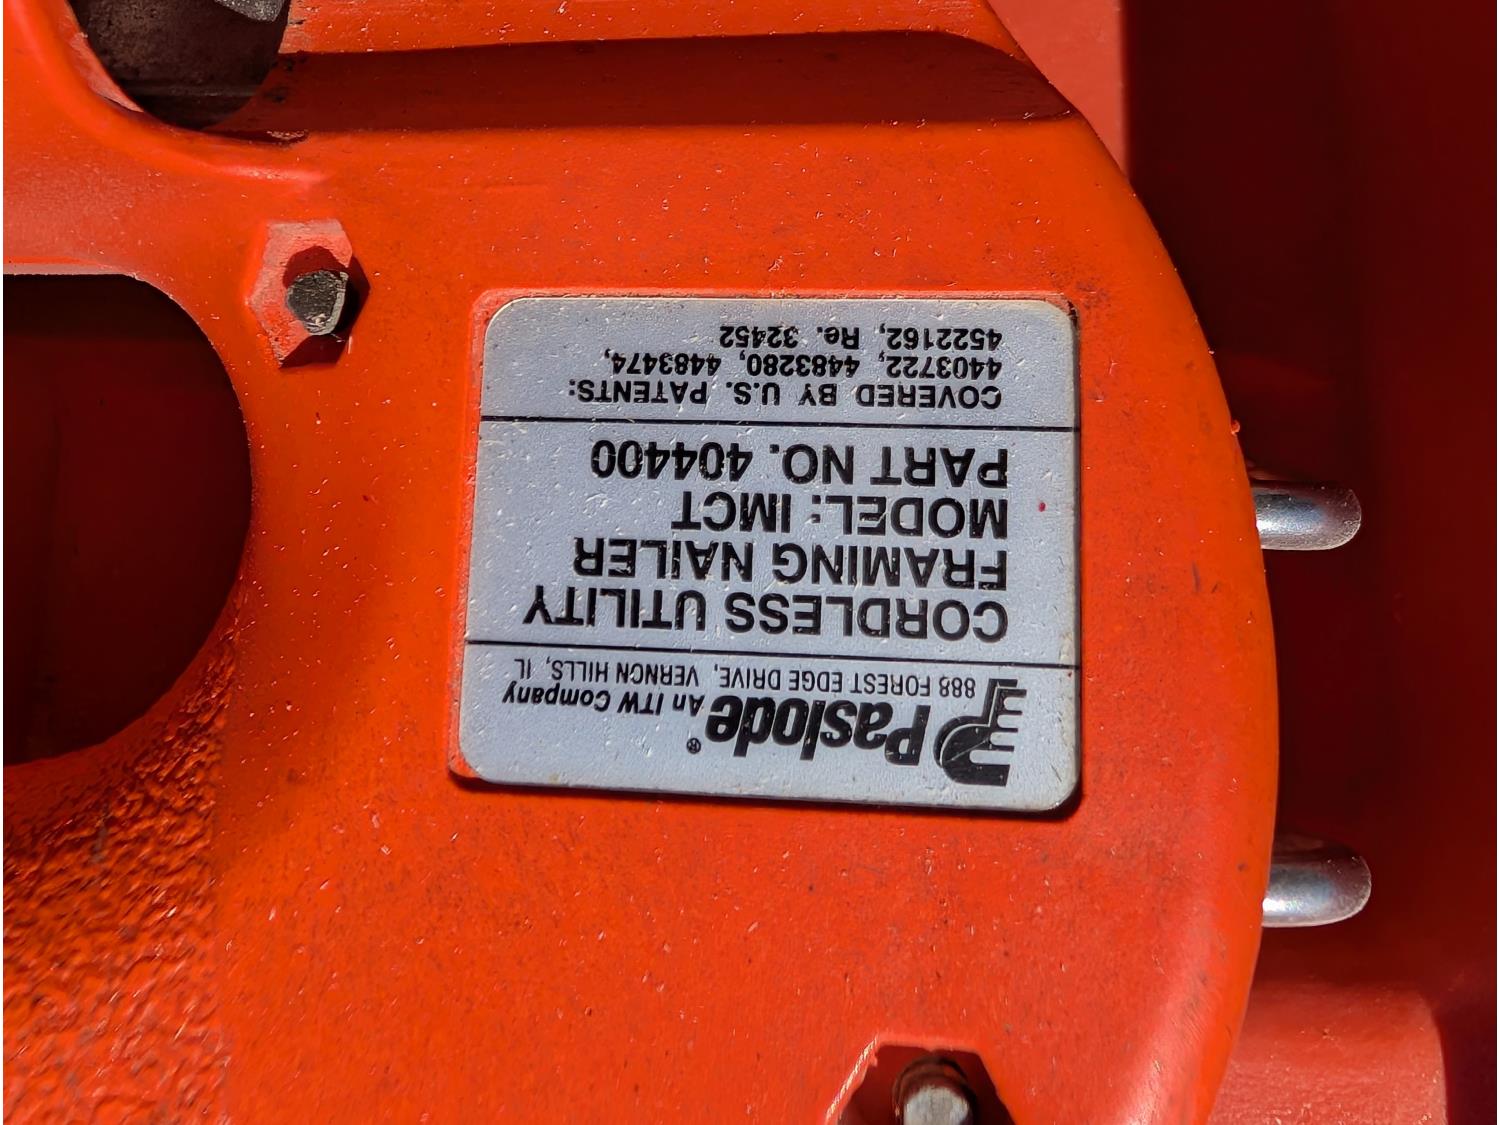 Paslode® An ITW Company
888 FOREST EDGE DRIVE, VERNON HILLS, IL
CORDLESS UTILITY
FRAMING NAILER
MODEL: IMCT
PART NO. 404400
COVERED BY U.S. PATENTS:
4403722, 4483280, 4483474,
4522162, Re. 32452